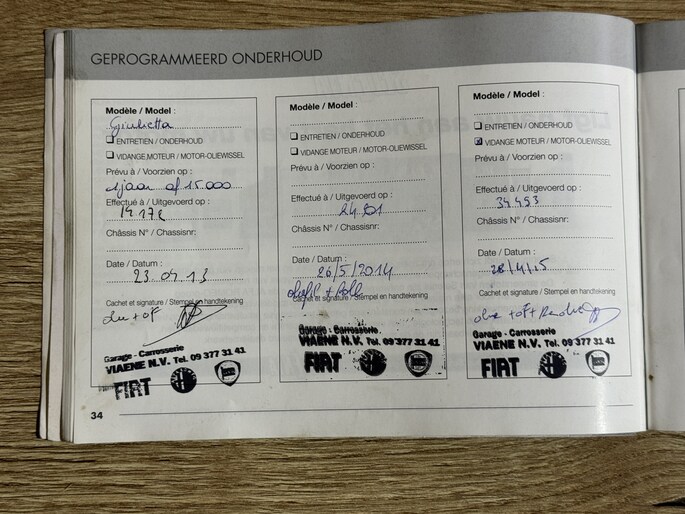 GEPROGRAMMEERD ONDERHOUD
Modèle / Model :
Giulietta
ENTRETIEN / ONDERHOUD
VIDANGE MOTEUR / MOTOR-OLIEWISSEL
Prévu à / Voorzien op :
1 jaar of 15.000
Effectué à / Uitgevoerd op :
14 172
Châssis N° / Chassisnr:
Date / Datum :
23.04.13
Cachet et signature / Stempel en handtekening
olie + oF
Garage - Carrosserie
VIAENE N.V. Tel. 09 377 31 41
FIAT
Modèle / Model :
ENTRETIEN / ONDERHOUD
VIDANGE MOTEUR / MOTOR-OLIEWISSEL
Prévu à / Voorzien op :
Effectué à / Uitgevoerd op :
Châssis N° / Chassisnr:
Date / Datum :
26/5/2014
Cachet et signature / Stempel en handtekening
Garage - Carrosserie
VIAENE N.V. Tel. 09 377 31 41
FIAT
Modèle / Model :
ENTRETIEN / ONDERHOUD
VIDANGE MOTEUR / MOTOR-OLIEWISSEL
Prévu à / Voorzien op :
Effectué à / Uitgevoerd op :
34 453
Châssis N° / Chassisnr:
Date / Datum :
28/4/15
Cachet et signature / Stempel en handtekening
olie + oF +
Garage - Carrosserie
VIAENE N.V. Tel. 09 377 31 41
FIAT
34